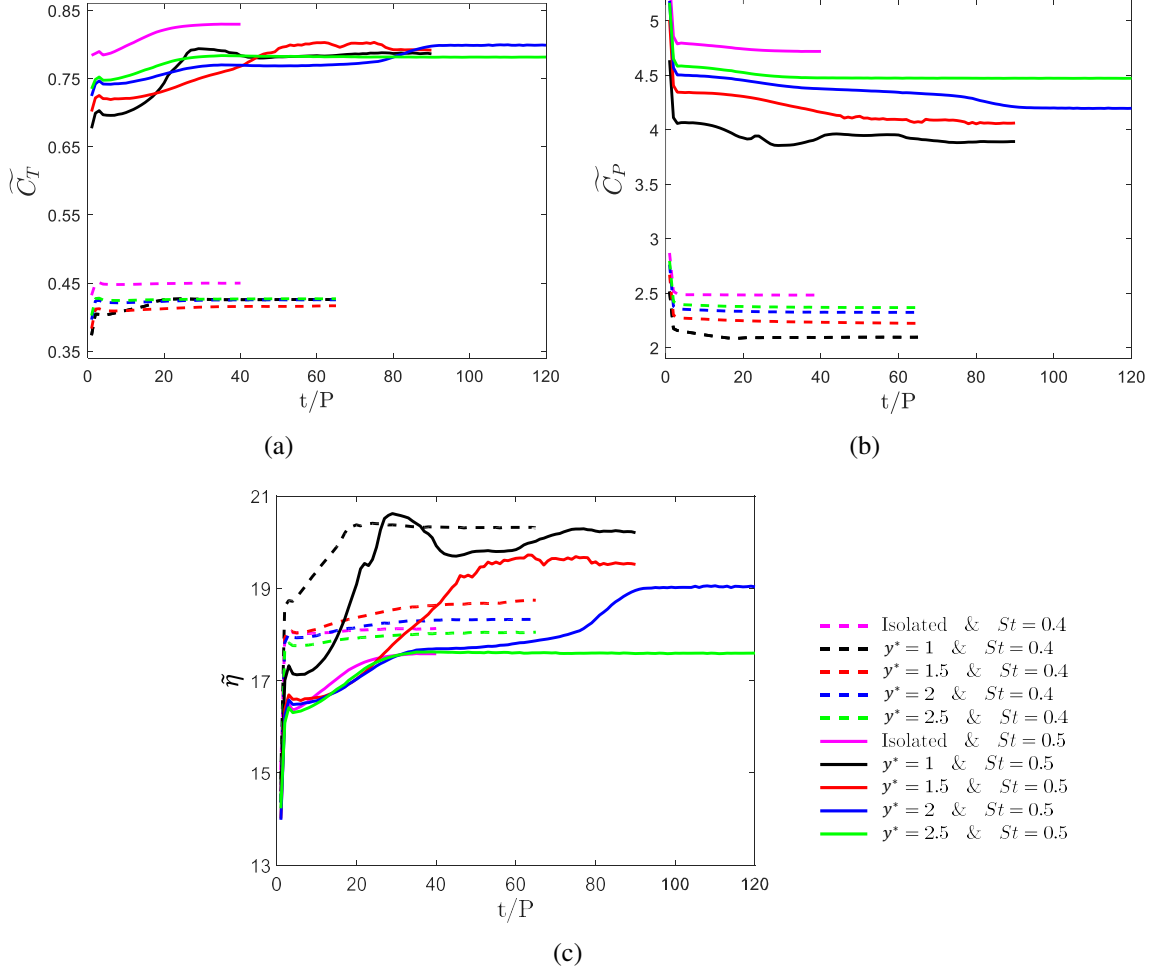 0.85
0.75
0.65
0.55
0.45
0.35
C̃_T
0 20 40 60 80 100 120
t/P
(a)
5
4.5
4
3.5
3
2.5
2
C̃_P
0 20 40 60 80 100 120
t/P
(b)
21
19
17
15
13
η̃
0 20 40 60 80 100 120
t/P
(c)
Isolated & St = 0.4
y* = 1 & St = 0.4
y* = 1.5 & St = 0.4
y* = 2 & St = 0.4
y* = 2.5 & St = 0.4
Isolated & St = 0.5
y* = 1 & St = 0.5
y* = 1.5 & St = 0.5
y* = 2 & St = 0.5
y* = 2.5 & St = 0.5